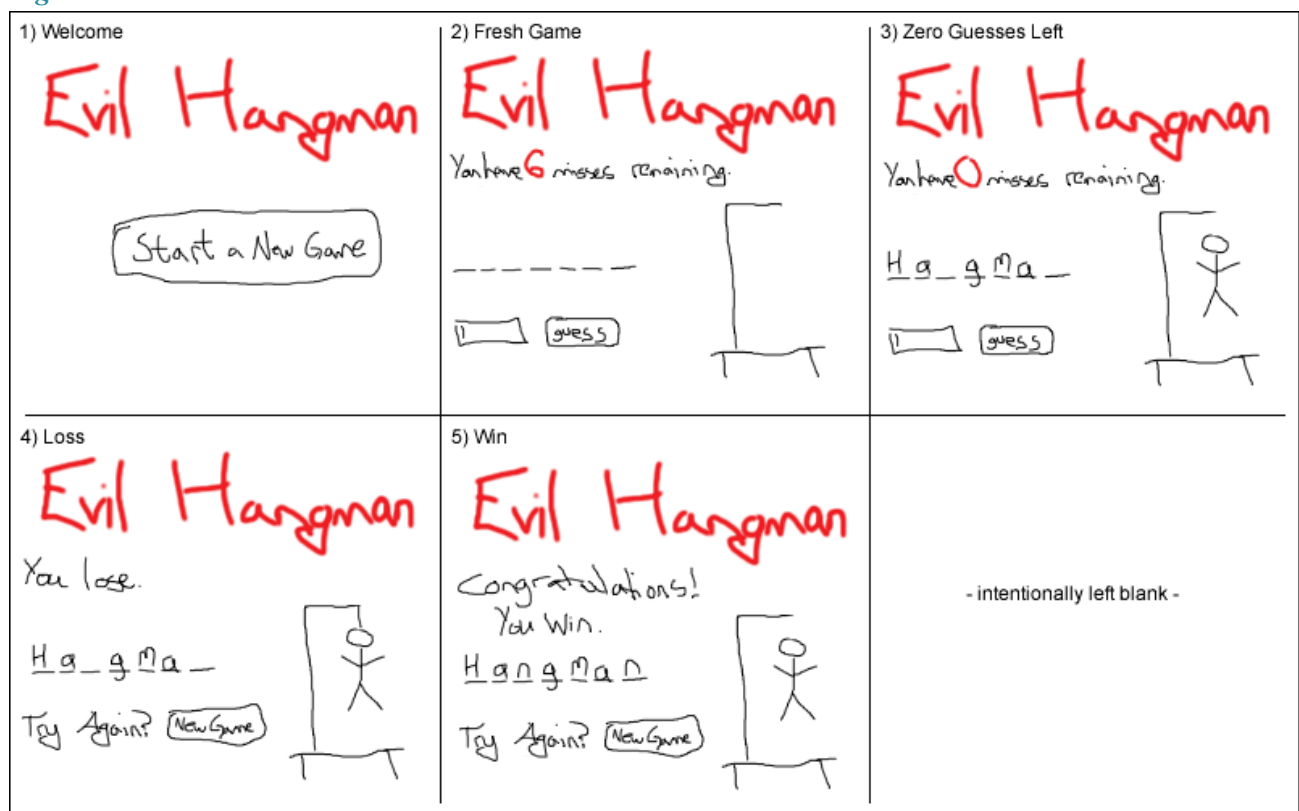 1) Welcome
Evil Hangman
Start a New Game
2) Fresh Game
Evil Hangman
You have 6 misses remaining.
_ _ _ _ _ _ _
guess
3) Zero Guesses Left
Evil Hangman
You have 0 misses remaining.
H a _ g m a _
guess
4) Loss
Evil Hangman
You lose.
H a _ g m a _
Try Again? New Game
5) Win
Evil Hangman
Congratulations!
You Win.
H a n g m a n
Try Again? New Game
- intentionally left blank -